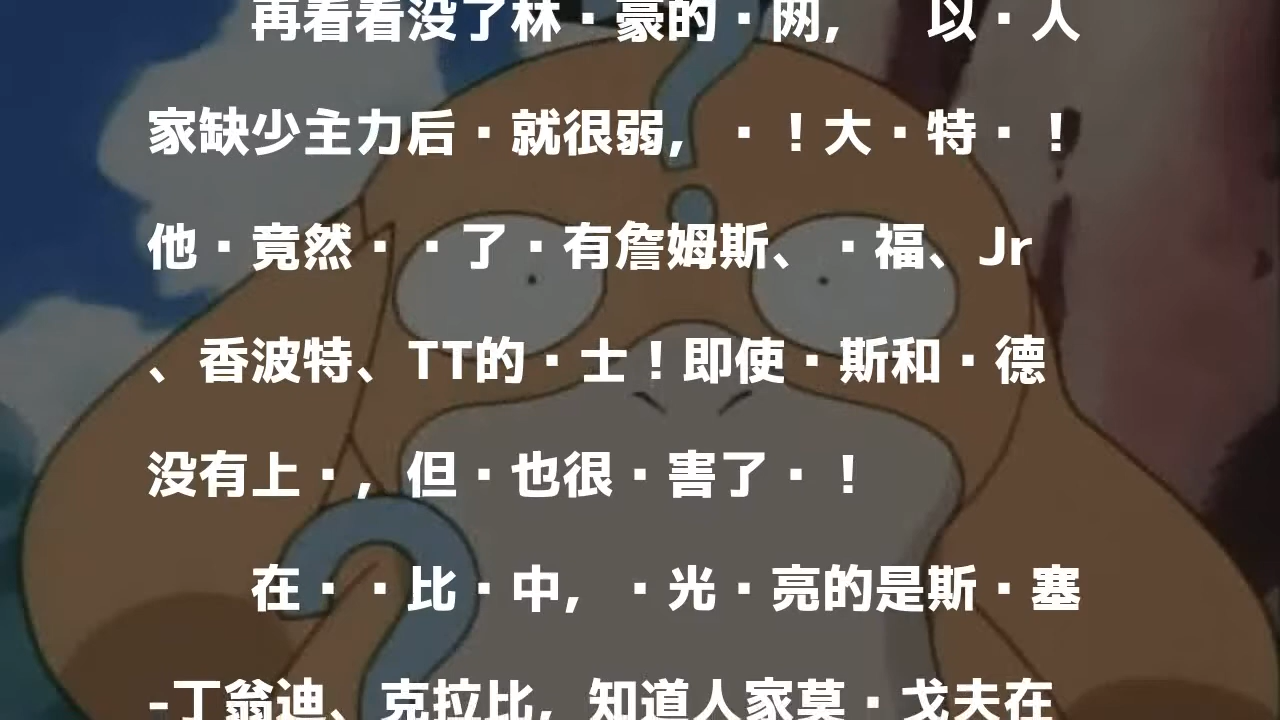 再看看没了林·豪的·网， 以·人
家缺少主力后·就很弱，·！大·特·！
他·竟然··了·有詹姆斯、·福、Jr
、香波特、TT的·士！即使·斯和·德
没有上·，但·也很·害了·！
在··比·中，·光·亮的是斯·塞
-丁翁迪、克拉比，知道人家莫·戈夫在